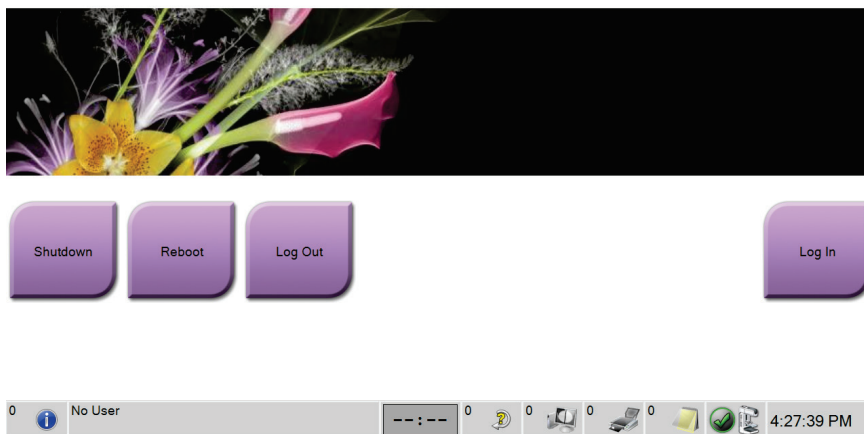 Shutdown
Reboot
Log Out
Log In
0
No User
--:--
0
0
0
0
4:27:39 PM